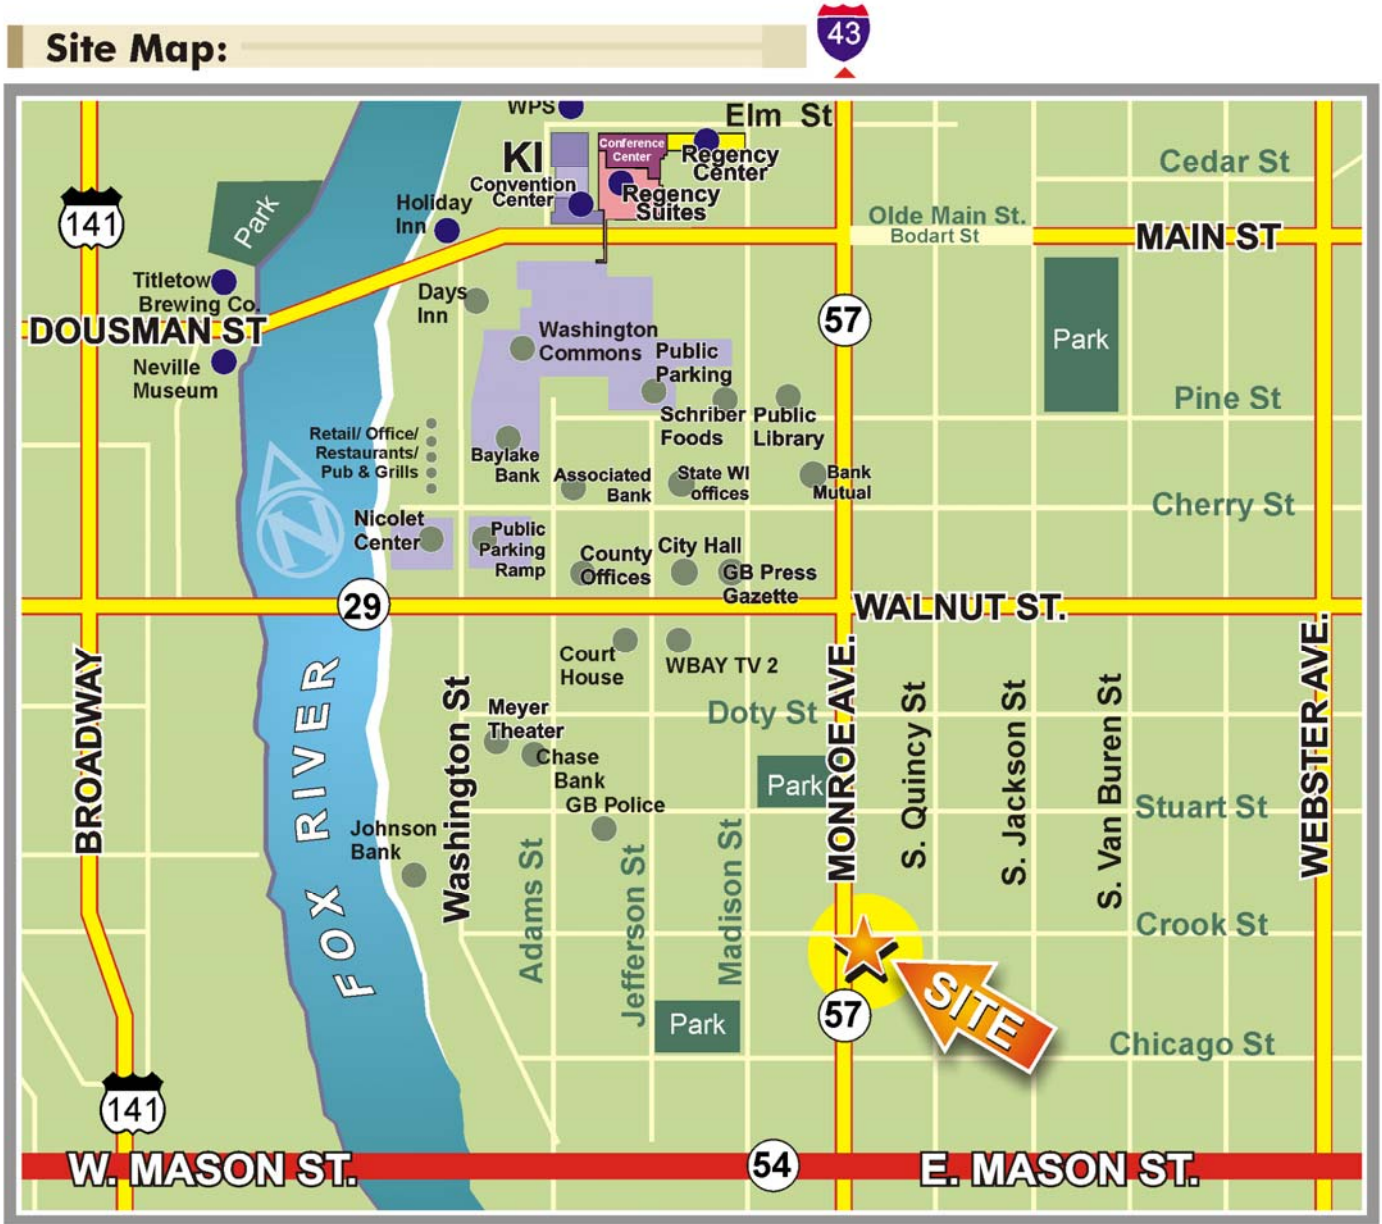 Site Map:
43
WPS
Elm St
KI
Convention
Center
Conference
Center
Regency
Center
Regency
Suites
Cedar St
141
Park
Holiday
Inn
Olde Main St.
Bodart St
MAIN ST
Titletow
Brewing Co.
DOUSMAN ST
Neville
Museum
Days
Inn
Washington
Commons
Public
Parking
57
Park
Schriber
Foods
Public
Library
Pine St
Retail/ Office/
Restaurants/
Pub & Grills
Baylake
Bank
Associated
Bank
State WI
offices
Bank
Mutual
Cherry St
N
Nicolet
Center
Public
Parking
Ramp
County
Offices
City Hall
GB Press
Gazette
29
WALNUT ST.
Court
House
WBAY TV 2
BROADWAY
FOX RIVER
Washington St
Meyer
Theater
Chase
Bank
GB Police
Doty St
Park
MONROE AVE.
S. Quincy St
S. Jackson St
S. Van Buren St
WEBSTER AVE.
Stuart St
Johnson
Bank
Adams St
Jefferson St
Madison St
Crook St
SITE
Park
57
Chicago St
141
W. MASON ST.
54
E. MASON ST.